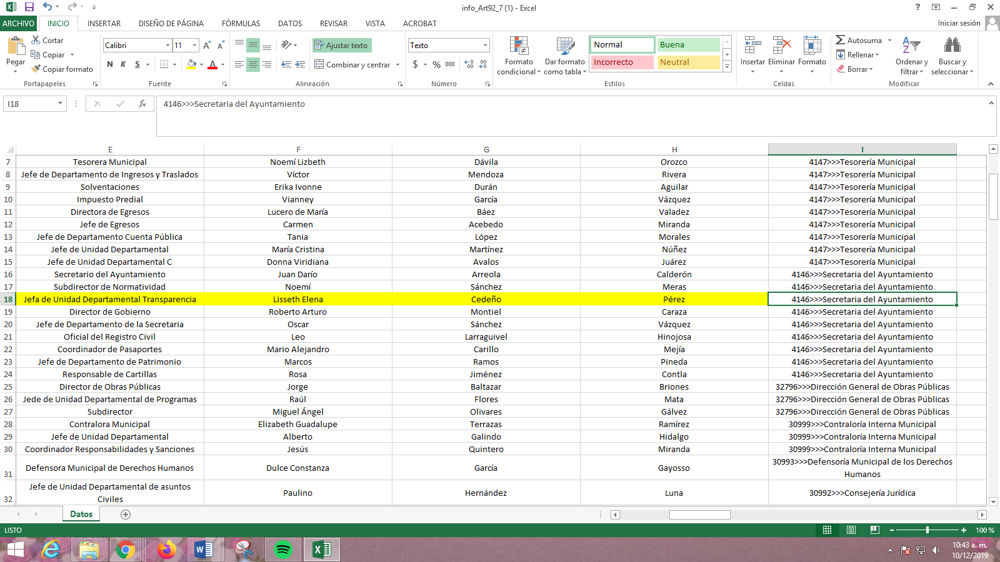 info_Art92_7 (1) - Excel
?
ARCHIVO INICIO INSERTAR DISEÑO DE PÁGINA FÓRMULAS DATOS REVISAR VISTA ACROBAT Iniciar sesión
Pegar
Cortar
Copiar
Copiar formato
Portapapeles
Calibri 11
N K S
Fuente
Ajustar texto
Combinar y centrar
Alineación
Texto
$ % 000
Número
Formato condicional
Dar formato como tabla
Normal Buena
Incorrecto Neutral
Estilos
Insertar Eliminar Formato
Celdas
Autosuma
Rellenar
Borrar
Ordenar y filtrar
Buscar y seleccionar
Modificar
I18 fx 4146>>>Secretaria del Ayuntamiento
E F G H I
7 Tesorera Municipal Noemí Lizbeth Dávila Orozco 4147>>>Tesorería Municipal
8 Jefe de Departamento de Ingresos y Traslados Víctor Mendoza Rivera 4147>>>Tesorería Municipal
9 Solventaciones Erika Ivonne Durán Aguilar 4147>>>Tesorería Municipal
10 Impuesto Predial Vianney García Vázquez 4147>>>Tesorería Municipal
11 Directora de Egresos Lucero de María Báez Valadez 4147>>>Tesorería Municipal
12 Jefe de Egresos Carmen Acebedo Miranda 4147>>>Tesorería Municipal
13 Jefe de Departamento Cuenta Pública Tania López Morales 4147>>>Tesorería Municipal
14 Jefe de Unidad Departamental María Cristina Martínez Núñez 4147>>>Tesorería Municipal
15 Jefe de Unidad Departamental C Donna Viridiana Avalos Juárez 4147>>>Tesorería Municipal
16 Secretario del Ayuntamiento Juan Darío Arreola Calderón 4146>>>Secretaria del Ayuntamiento
17 Subdirector de Normatividad Noemí Sánchez Meras 4146>>>Secretaria del Ayuntamiento
18 Jefa de Unidad Departamental Transparencia Lisseth Elena Cedeño Pérez 4146>>>Secretaria del Ayuntamiento
19 Director de Gobierno Roberto Arturo Montiel Caraza 4146>>>Secretaria del Ayuntamiento
20 Jefe de Departamento de la Secretaria Oscar Sánchez Vázquez 4146>>>Secretaria del Ayuntamiento
21 Oficial del Registro Civil Leo Larraguivel Hinojosa 4146>>>Secretaria del Ayuntamiento
22 Coordinador de Pasaportes Mario Alejandro Carillo Mejía 4146>>>Secretaria del Ayuntamiento
23 Jefe de Departamento de Patrimonio Marcos Ramos Pineda 4146>>>Secretaria del Ayuntamiento
24 Responsable de Cartillas Rosa Jiménez Contla 4146>>>Secretaria del Ayuntamiento
25 Director de Obras Públicas Jorge Baltazar Briones 32796>>>Dirección General de Obras Públicas
26 Jede de Unidad Departamental de Programas Raúl Flores Mata 32796>>>Dirección General de Obras Públicas
27 Subdirector Miguel Ángel Olivares Gálvez 32796>>>Dirección General de Obras Públicas
28 Contralora Municipal Elizabeth Guadalupe Terrazas Ramírez 30999>>>Contraloría Interna Municipal
29 Jefe de Unidad Departamental Alberto Galindo Hidalgo 30999>>>Contraloría Interna Municipal
30 Coordinador Responsabilidades y Sanciones Jesús Quintero Miranda 30999>>>Contraloría Interna Municipal
31 Defensora Municipal de Derechos Humanos Dulce Constanza García Gayosso 30993>>>Defensoría Municipal de los Derechos
Humanos
32 Jefe de Unidad Departamental de asuntos
Civiles Paulino Hernández Luna 30992>>>Consejería Jurídica
Datos
LISTO 100 %
10:43 a. m.
10/12/2019